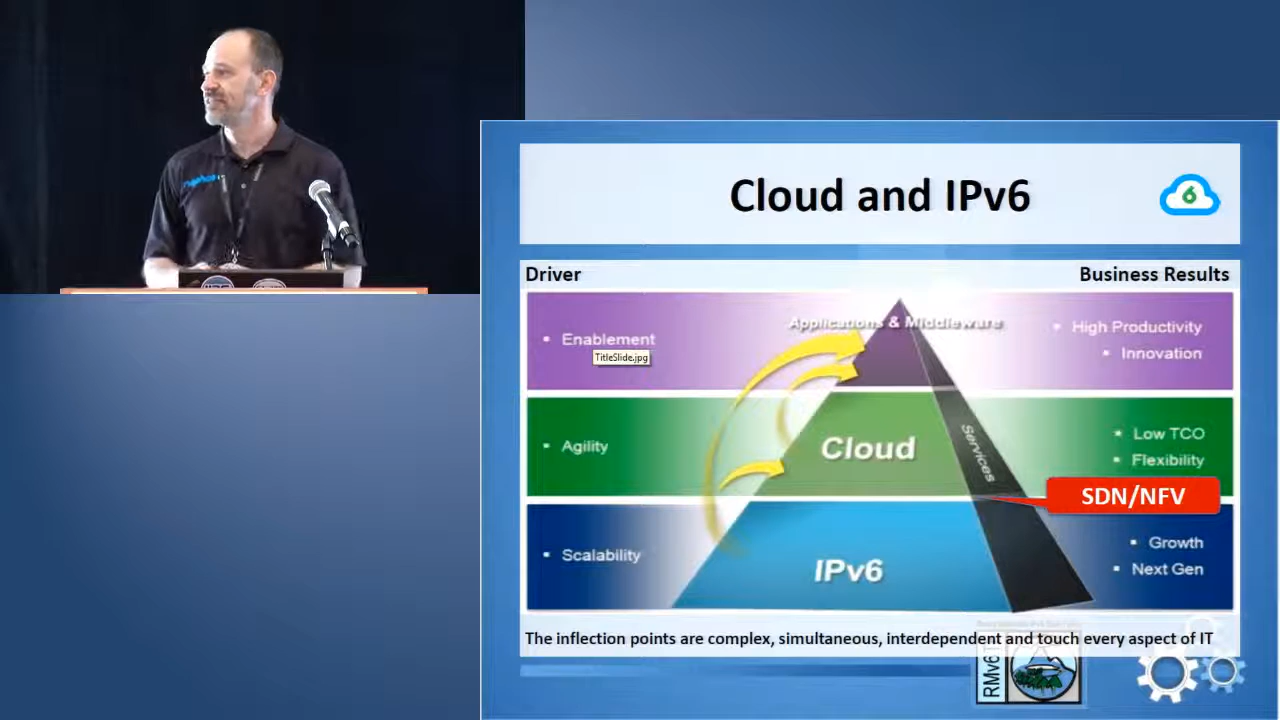 Cloud and IPv6
6
Driver
Business Results
Applications & Middleware
Enablement
TitleSlide.jpg
High Productivity
Innovation
Agility
Cloud
Services
Low TCO
Flexibility
SDN/NFV
Scalability
IPv6
Growth
Next Gen
The inflection points are complex, simultaneous, interdependent and touch every aspect of IT